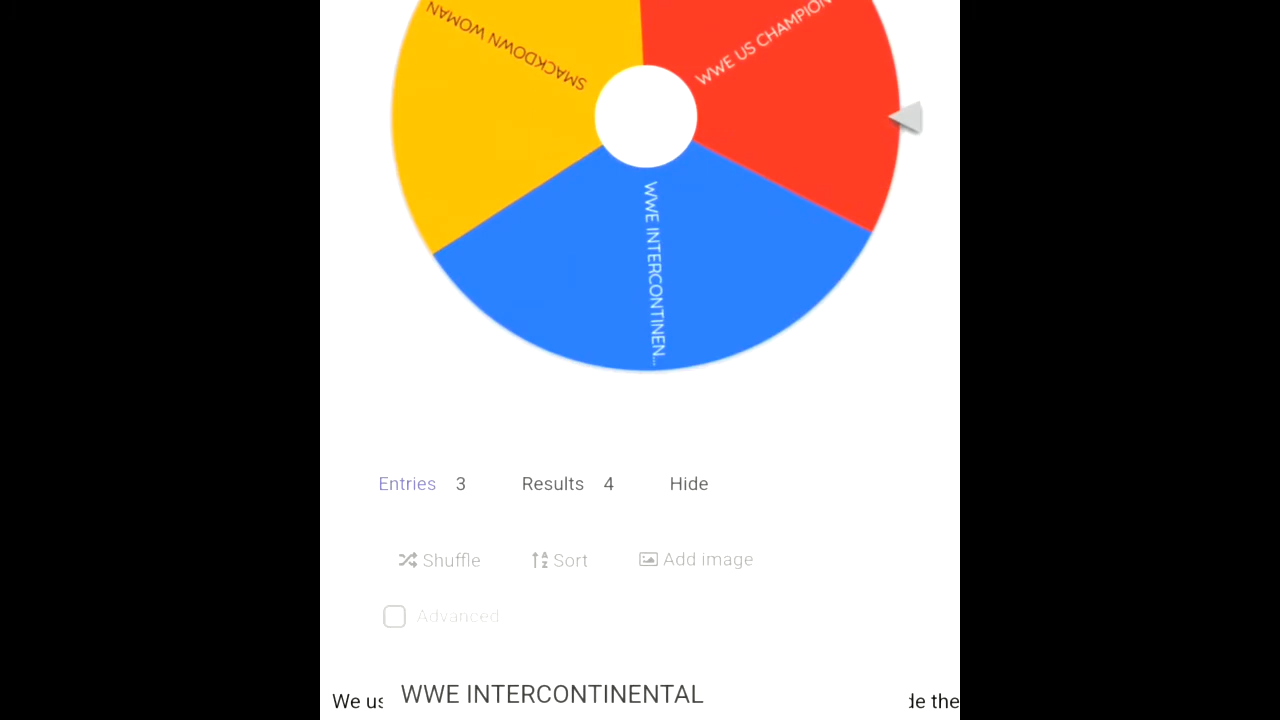 SMACKDOWN WOMAN
WWE US CHAMPION
WWE INTERCONTINEN...
Entries 3 Results 4 Hide
Shuffle Sort Add image
Advanced
We us
WWE INTERCONTINENTAL
de the